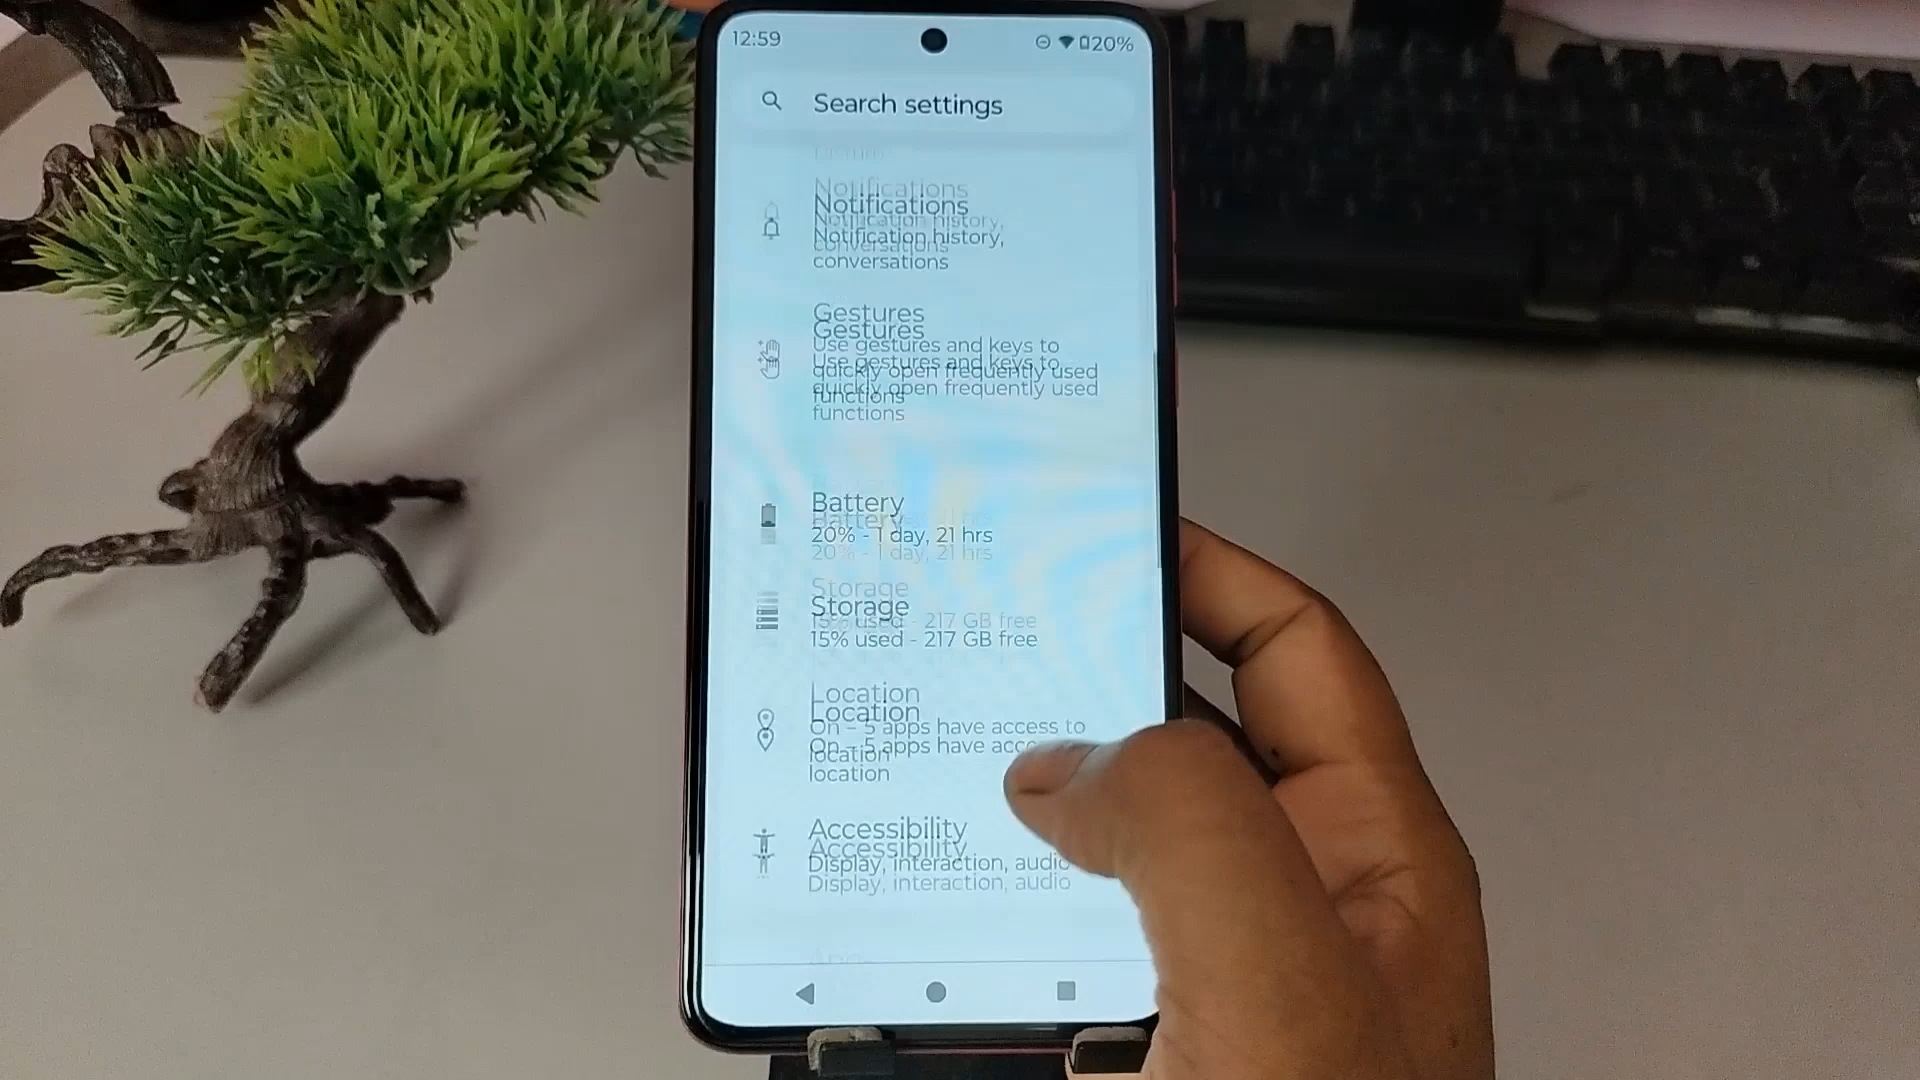 12:59
20%
Search settings
Notifications
Notification history,
conversations
Gestures
Use gestures and keys to
quickly open frequently used
functions
Battery
20% - 1 day, 21 hrs
Storage
15% used - 217 GB free
Location
On - 5 apps have access to
location
Accessibility
Display, interaction, audio